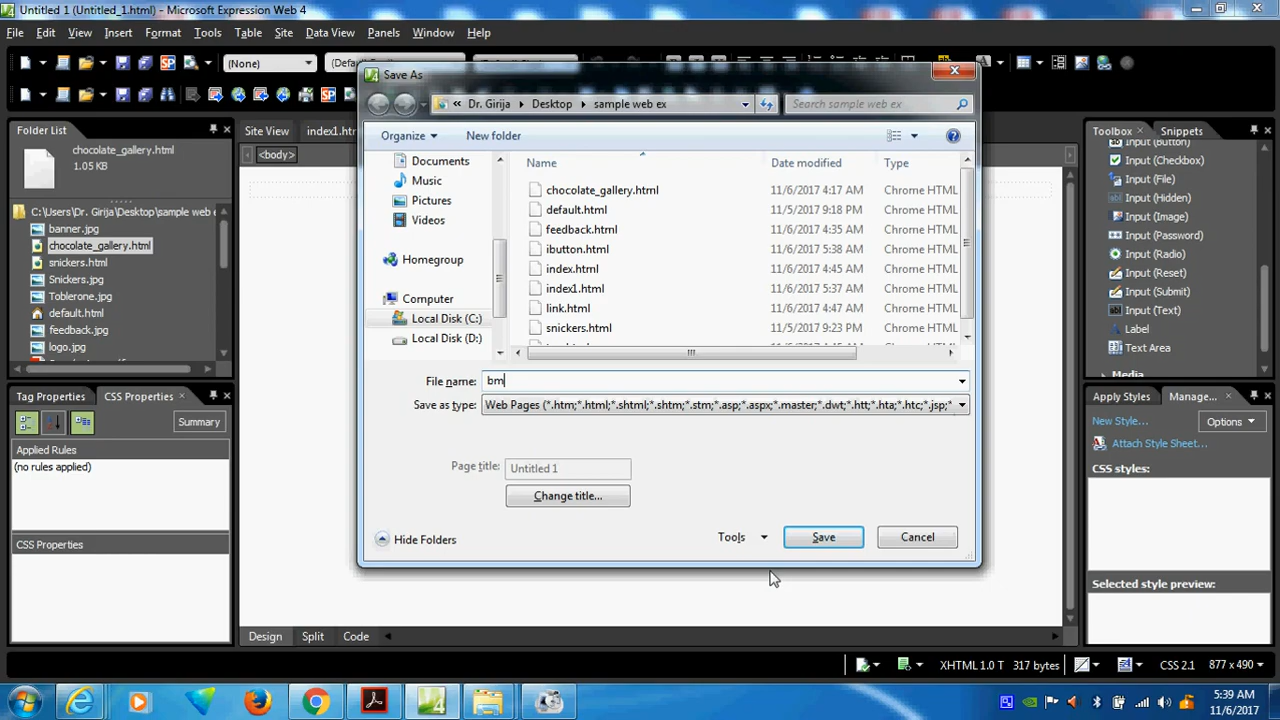 Untitled 1 (Untitled_1.html) - Microsoft Expression Web 4
File Edit View Insert Format Tools Table Site Data View Panels Window Help
(None)
Save As
Dr. Girija Desktop sample web ex
Search sample web ex
Organize
New folder
Documents
Music
Pictures
Videos
Homegroup
Computer
Local Disk (C:)
Local Disk (D:)
Name Date modified Type
chocolate_gallery.html 11/6/2017 4:17 AM Chrome HTML
default.html 11/5/2017 9:18 PM Chrome HTML
feedback.html 11/6/2017 4:35 AM Chrome HTML
ibutton.html 11/6/2017 5:38 AM Chrome HTML
index.html 11/6/2017 4:45 AM Chrome HTML
index1.html 11/6/2017 5:37 AM Chrome HTML
link.html 11/6/2017 4:47 AM Chrome HTML
snickers.html 11/5/2017 9:23 PM Chrome HTML
File name: bm
Save as type: Web Pages (*.htm;*.html;*.shtml;*.shtm;*.stm;*.asp;*.aspx;*.master;*.dwt;*.htt;*.hta;*.htc;*.jsp;*
Page title: Untitled 1
Change title...
Hide Folders
Tools
Save
Cancel
Folder List
chocolate_gallery.html
1.05 KB
C:\Users\Dr. Girija\Desktop\sample web e
banner.jpg
chocolate_gallery.html
snickers.html
Snickers.jpg
Toblerone.jpg
default.html
feedback.jpg
logo.jpg
Tag Properties
CSS Properties
Summary
Applied Rules
(no rules applied)
CSS Properties
Site View
<body>
Design Split Code
Toolbox
Snippets
Input (Button)
Input (Checkbox)
Input (File)
Input (Hidden)
Input (Image)
Input (Password)
Input (Radio)
Input (Reset)
Input (Submit)
Input (Text)
Label
Text Area
Media
Apply Styles
Manage...
New Style...
Options
Attach Style Sheet...
CSS styles:
Selected style preview:
XHTML 1.0 T 317 bytes CSS 2.1 877 × 490
5:39 AM
11/6/2017